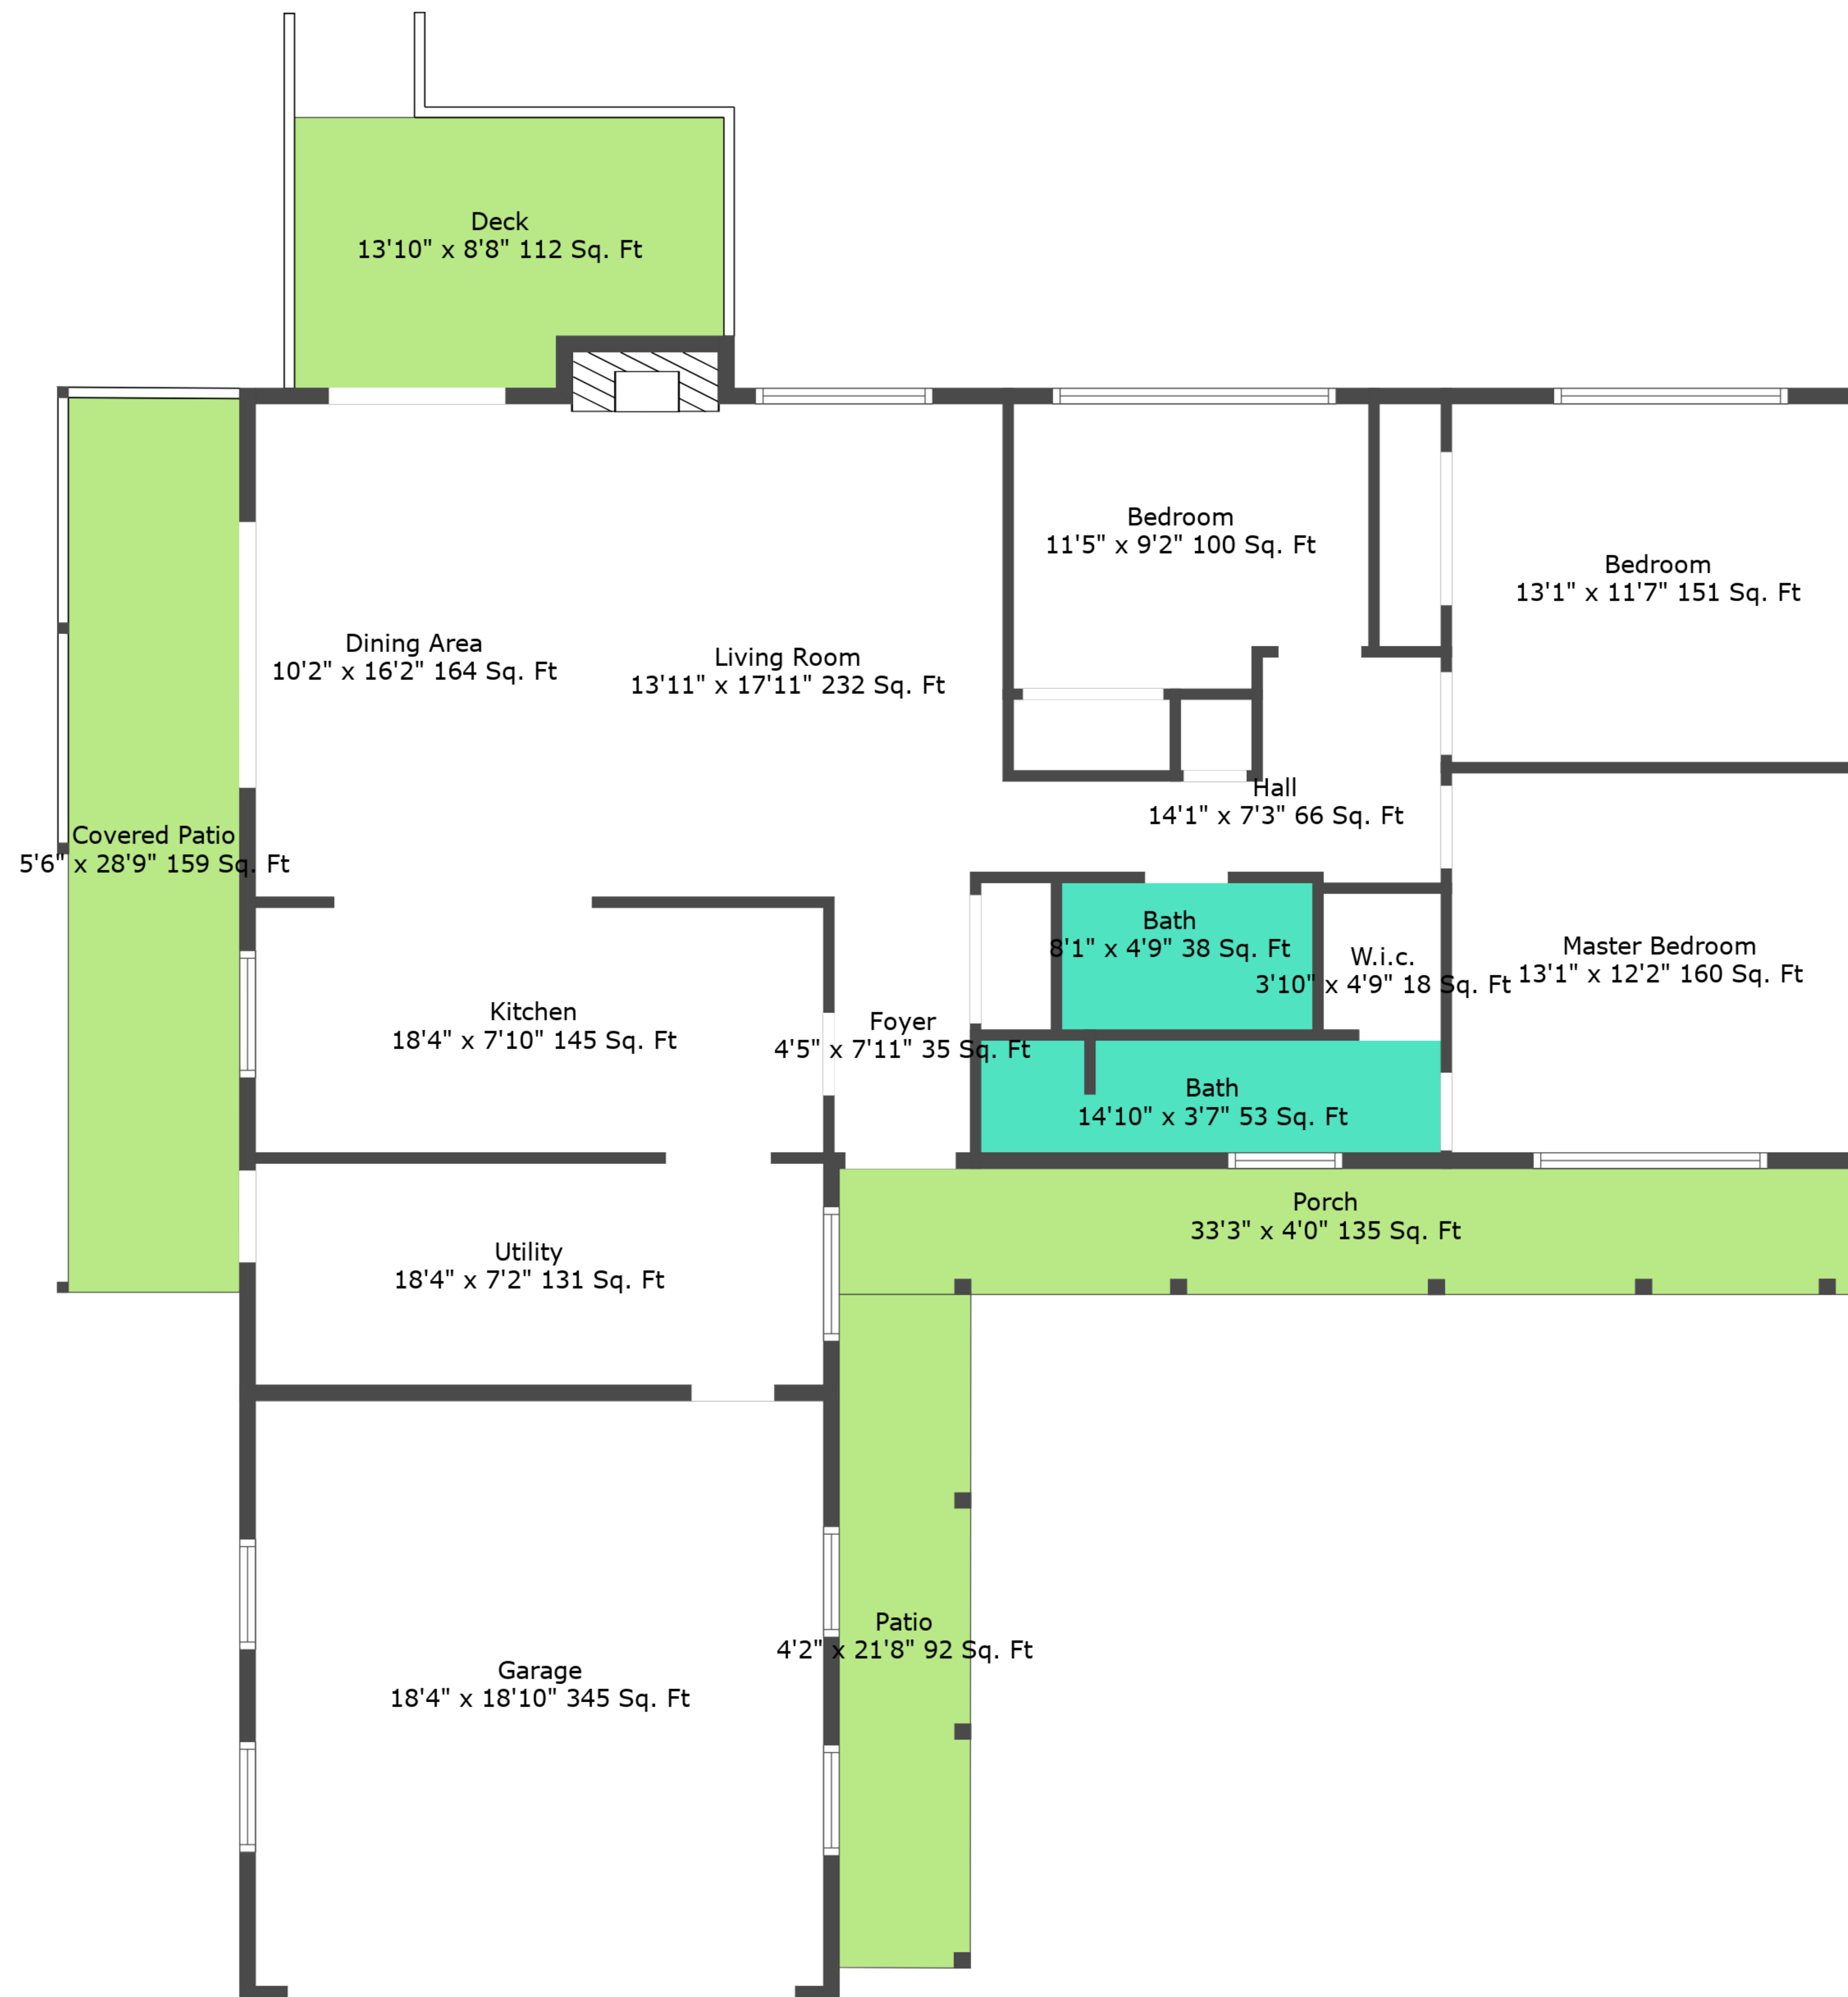 Deck
13'10" x 8'8" 112 Sq. Ft
Bedroom
11'5" x 9'2" 100 Sq. Ft
Bedroom
13'1" x 11'7" 151 Sq. Ft
Dining Area
10'2" x 16'2" 164 Sq. Ft
Living Room
13'11" x 17'11" 232 Sq. Ft
Hall
14'1" x 7'3" 66 Sq. Ft
Covered Patio
5'6" x 28'9" 159 Sq. Ft
Bath
8'1" x 4'9" 38 Sq. Ft
W.i.c.
3'10" x 4'9" 18 Sq. Ft
Master Bedroom
13'1" x 12'2" 160 Sq. Ft
Kitchen
18'4" x 7'10" 145 Sq. Ft
Foyer
4'5" x 7'11" 35 Sq. Ft
Bath
14'10" x 3'7" 53 Sq. Ft
Porch
33'3" x 4'0" 135 Sq. Ft
Utility
18'4" x 7'2" 131 Sq. Ft
Patio
4'2" x 21'8" 92 Sq. Ft
Garage
18'4" x 18'10" 345 Sq. Ft